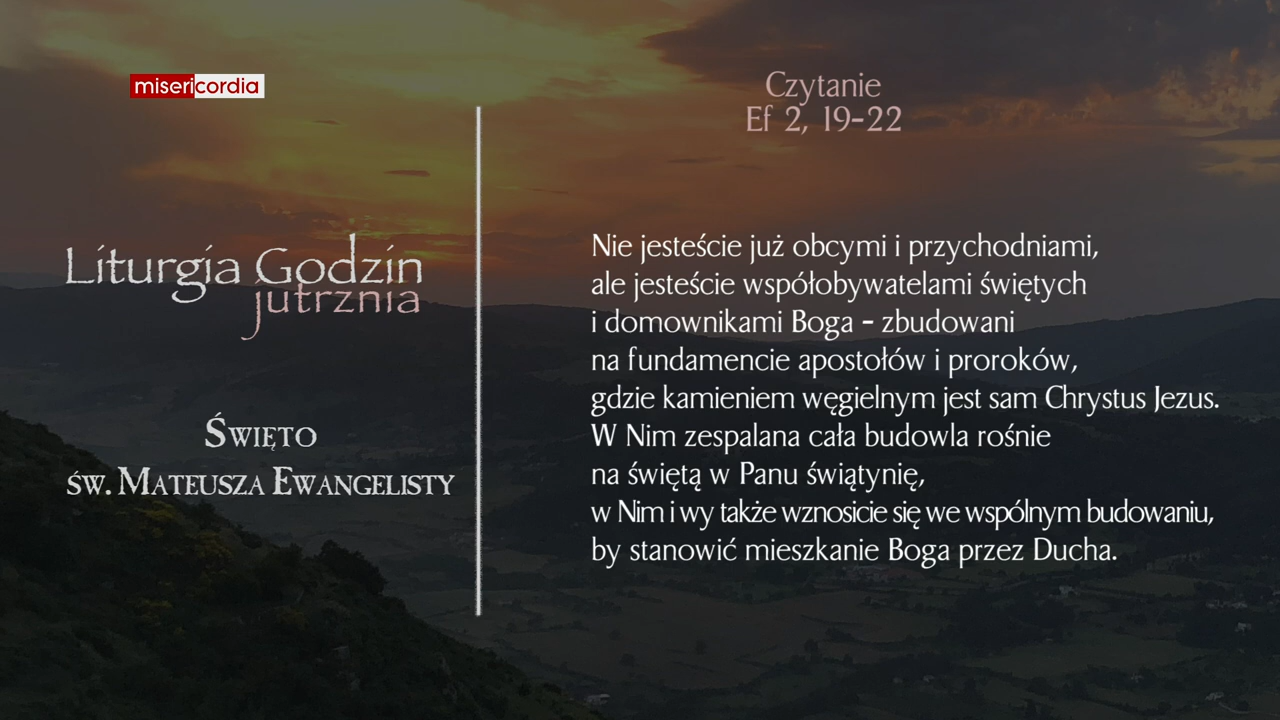 misericordia
Liturgia Godzin
jutrznia
Święto
św. Mateusza Ewangelisty
Czytanie
Ef 2, 19-22
Nie jesteście już obcymi i przychodniami,
ale jesteście współobywatelami świętych
i domownikami Boga - zbudowani
na fundamencie apostołów i proroków,
gdzie kamieniem węgielnym jest sam Chrystus Jezus.
W Nim zespalana cała budowla rośnie
na świętą w Panu świątynię,
w Nim i wy także wznosicie się we wspólnym budowaniu,
by stanowić mieszkanie Boga przez Ducha.